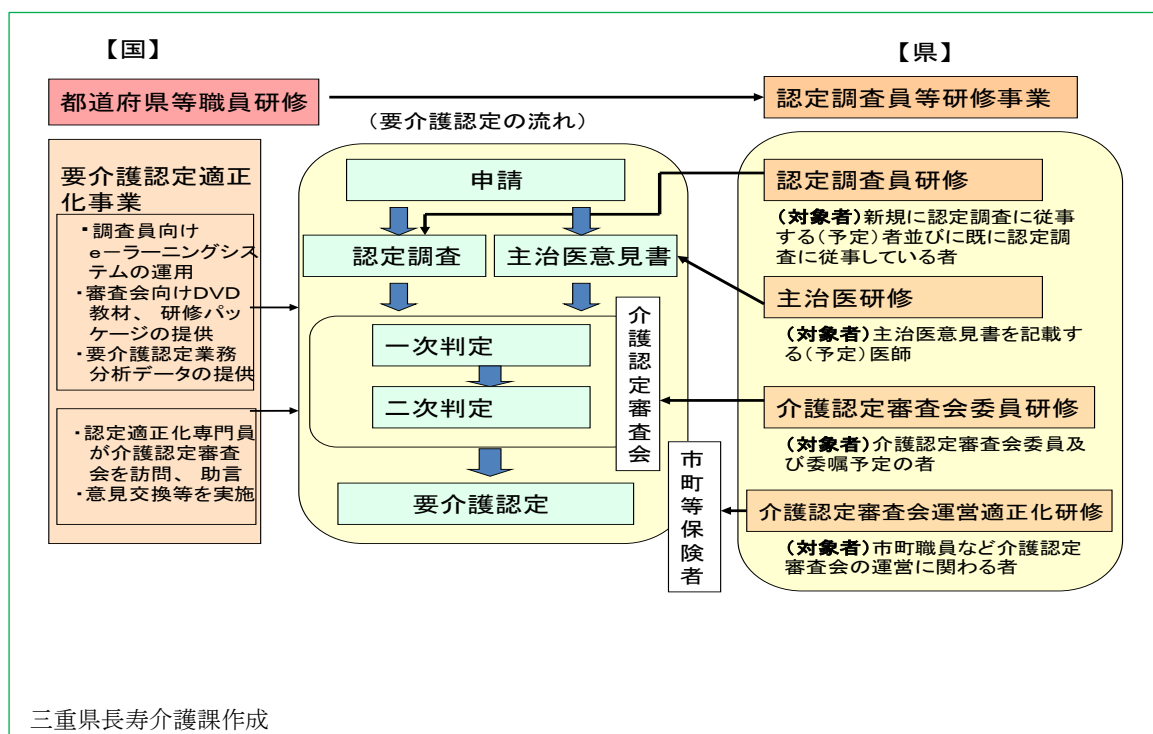 【国】
都道府県等職員研修
要介護認定適正
化事業
・調査員向け
e-ラーニングシス
テムの運用
・審査会向けDVD
教材、研修パッ
ケージの提供
・要介護認定業務
分析データの提供
・認定適正化専門員
が介護認定審査
会を訪問、助言
・意見交換等を実施
(要介護認定の流れ)
申請
認定調査
主治医意見書
一次判定
二次判定
要介護認定
介護認定審査会
市町等保険者
【県】
認定調査員等研修事業
認定調査員研修
(対象者)新規に認定調査に従事
する(予定)者並びに既に認定調
査に従事している者
主治医研修
(対象者)主治医意見書を記載す
る(予定)医師
介護認定審査会委員研修
(対象者)介護認定審査会委員及
び委嘱予定の者
介護認定審査会運営適正化研修
(対象者)市町職員など介護認定
審査会の運営に関わる者
三重県長寿介護課作成